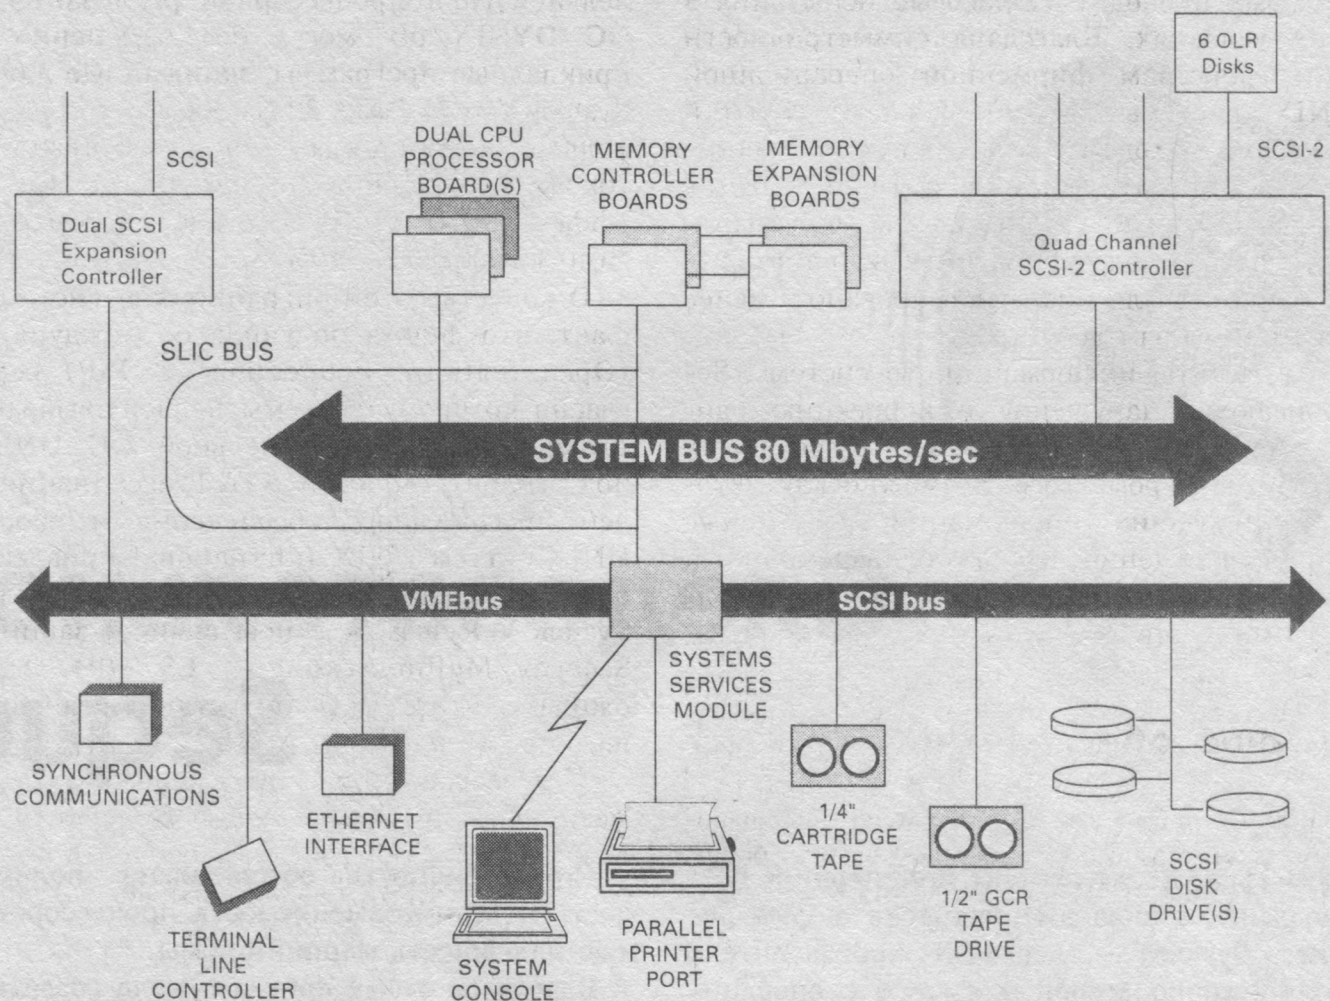 6 OLR
Disks
SCSI
DUAL CPU
PROCESSOR
BOARD(S)
MEMORY
CONTROLLER
BOARDS
MEMORY
EXPANSION
BOARDS
SCSI-2
Dual SCSI
Expansion
Controller
Quad Channel
SCSI-2 Controller
SLIC BUS
SYSTEM BUS 80 Mbytes/sec
VMEbus
SCSI bus
SYSTEMS
SERVICES
MODULE
SYNCHRONOUS
COMMUNICATIONS
ETHERNET
INTERFACE
TERMINAL
LINE
CONTROLLER
SYSTEM
CONSOLE
PARALLEL
PRINTER
PORT
1/4"
CARTRIDGE
TAPE
1/2" GCR
TAPE
DRIVE
SCSI
DISK
DRIVE(S)